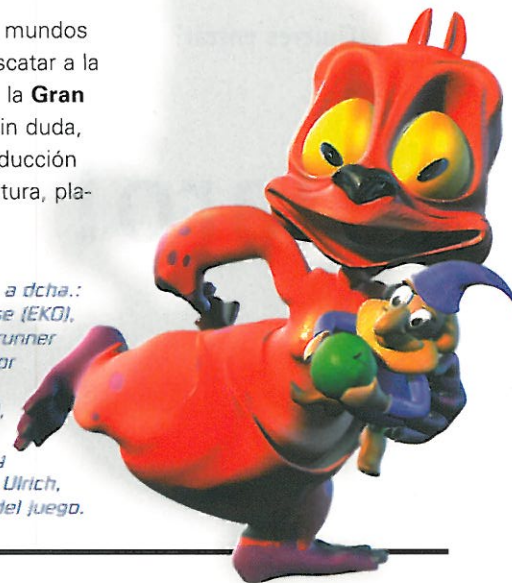 mundos
scatar a la
la Gran
in duda,
ducción
tura, pla-
a dcha.:
se (EKO),
runner
or
y
Ulrich,
del juego.